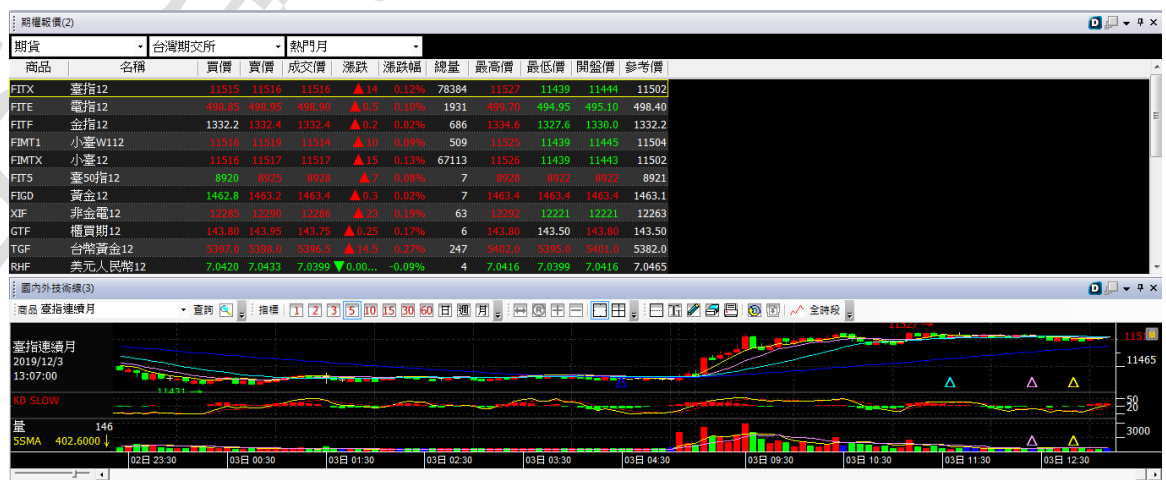 期權報價(2)
期貨 台灣期交所 熱門月
商品 名稱 買價 賣價 成交價 漲跌 漲跌幅 總量 最高價 最低價 開盤價 參考價
FITX 臺指12 11515 11516 11516 ▲14 0.12% 78384 11527 11439 11444 11502
FITE 電指12 498.85 498.95 498.90 ▲0.5 0.10% 1931 499.70 494.95 495.10 498.40
FITF 金指12 1332.2 1332.4 1332.4 ▲0.2 0.02% 686 1334.6 1327.6 1330.0 1332.2
FIMT1 小臺W112 11516 11519 11514 ▲10 0.09% 509 11525 11439 11445 11504
FIMTX 小臺12 11516 11517 11517 ▲15 0.13% 67113 11526 11439 11443 11502
FIT5 臺50指12 8920 8925 8928 ▲7 0.08% 7 8928 8922 8922 8921
FIGD 黃金12 1462.8 1463.2 1463.4 ▲0.3 0.02% 7 1463.4 1463.4 1463.4 1463.1
XIF 非金電12 12285 12290 12286 ▲23 0.19% 63 12292 12221 12221 12263
GTF 櫃買期12 143.80 143.95 143.75 ▲0.25 0.17% 6 143.80 143.50 143.80 143.50
TGF 台幣黃金12 5397.0 5398.0 5396.5 ▲14.5 0.27% 247 5402.0 5395.0 5401.0 5382.0
RHF 美元人民幣12 7.0420 7.0433 7.0399 ▼0.00... -0.09% 4 7.0416 7.0399 7.0416 7.0465
國內外技術線(3)
商品 臺指連續月 查詢 指標 1 2 3 5 10 15 30 60 日 週 月 全時段
臺指連續月
2019/12/3
13:07:00
11527→
11465
11431→
KD SLOW
50
20
量 146
5SMA 402.6000↓
3000
02日 23:30 03日 00:30 03日 01:30 03日 02:30 03日 03:30 03日 04:30 03日 09:30 03日 10:30 03日 11:30 03日 12:30